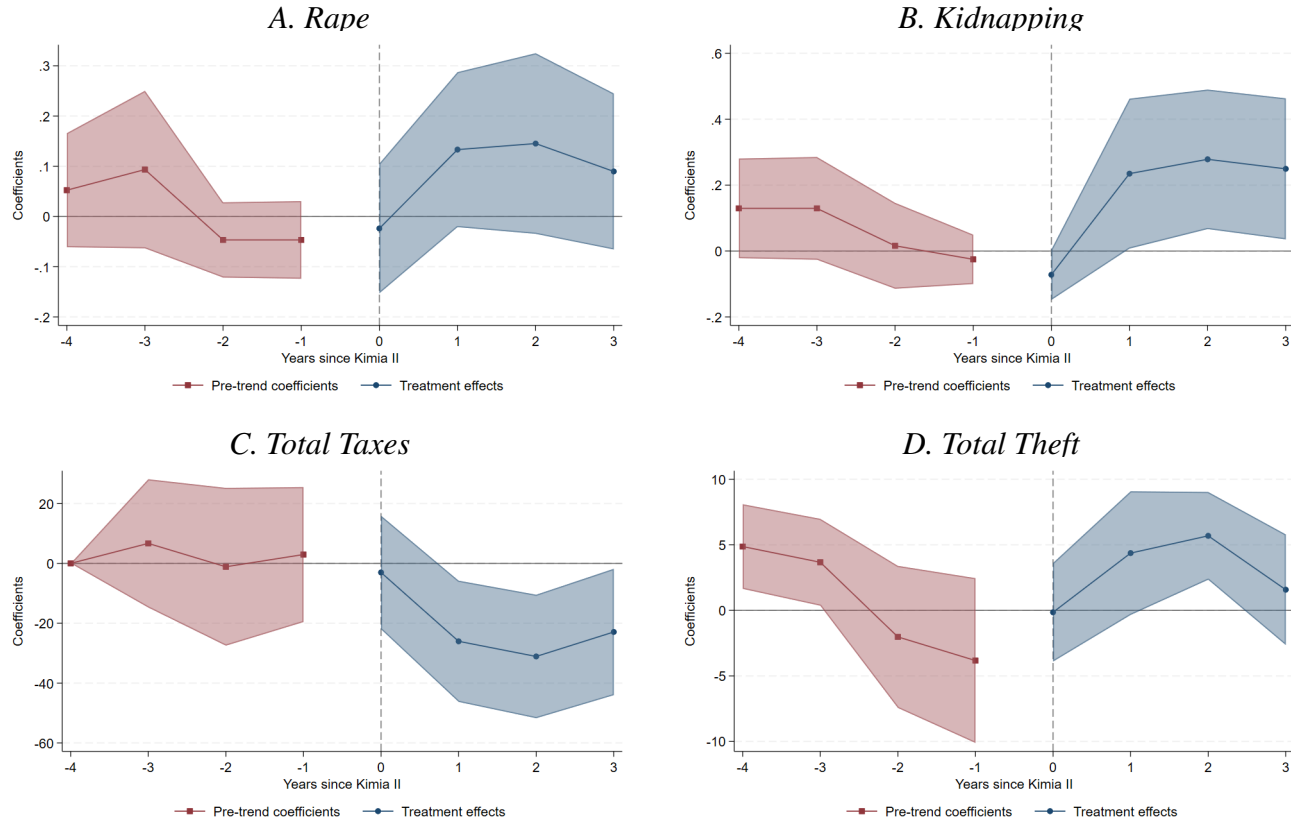 A. Rape
Coefficients
.3
.2
.1
0
-.1
-.2
-4 -3 -2 -1 0 1 2 3
Years since Kimia II
Pre-trend coefficients Treatment effects
B. Kidnapping
Coefficients
.6
.4
.2
0
-.2
-4 -3 -2 -1 0 1 2 3
Years since Kimia II
Pre-trend coefficients Treatment effects
C. Total Taxes
Coefficients
20
0
-20
-40
-60
-4 -3 -2 -1 0 1 2 3
Years since Kimia II
Pre-trend coefficients Treatment effects
D. Total Theft
Coefficients
10
5
0
-5
-10
-4 -3 -2 -1 0 1 2 3
Years since Kimia II
Pre-trend coefficients Treatment effects